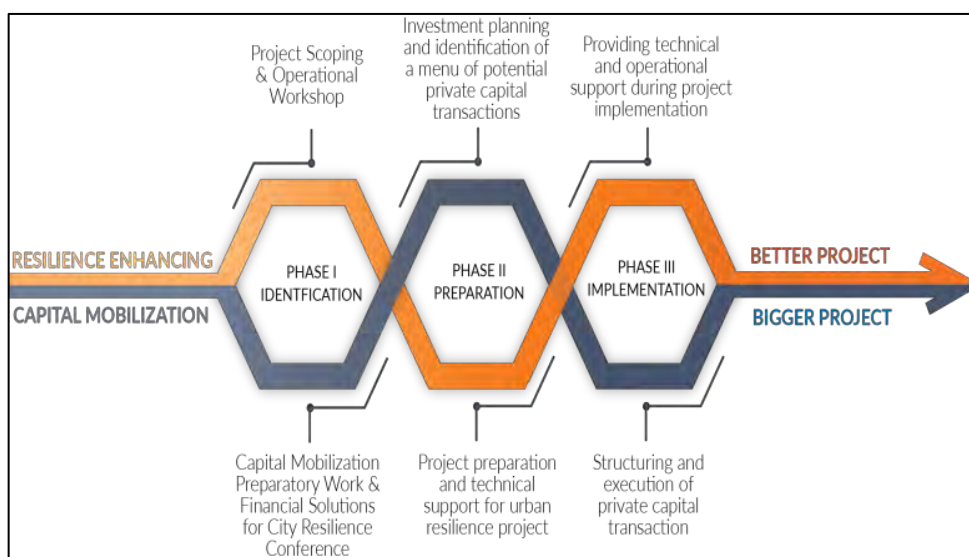 Project Scoping
& Operational
Workshop
Investment planning
and identification of
a menu of potential
private capital
transactions
Providing technical
and operational
support during project
implementation
RESILIENCE ENHANCING
CAPITAL MOBILIZATION
PHASE I
IDENTFICATION
PHASE II
PREPARATION
PHASE III
IMPLEMENTATION
BETTER PROJECT
BIGGER PROJECT
Capital Mobilization
Preparatory Work &
Financial Solutions
for City Resilience
Conference
Project preparation
and technical
support for urban
resilience project
Structuring and
execution of
private capital
transaction